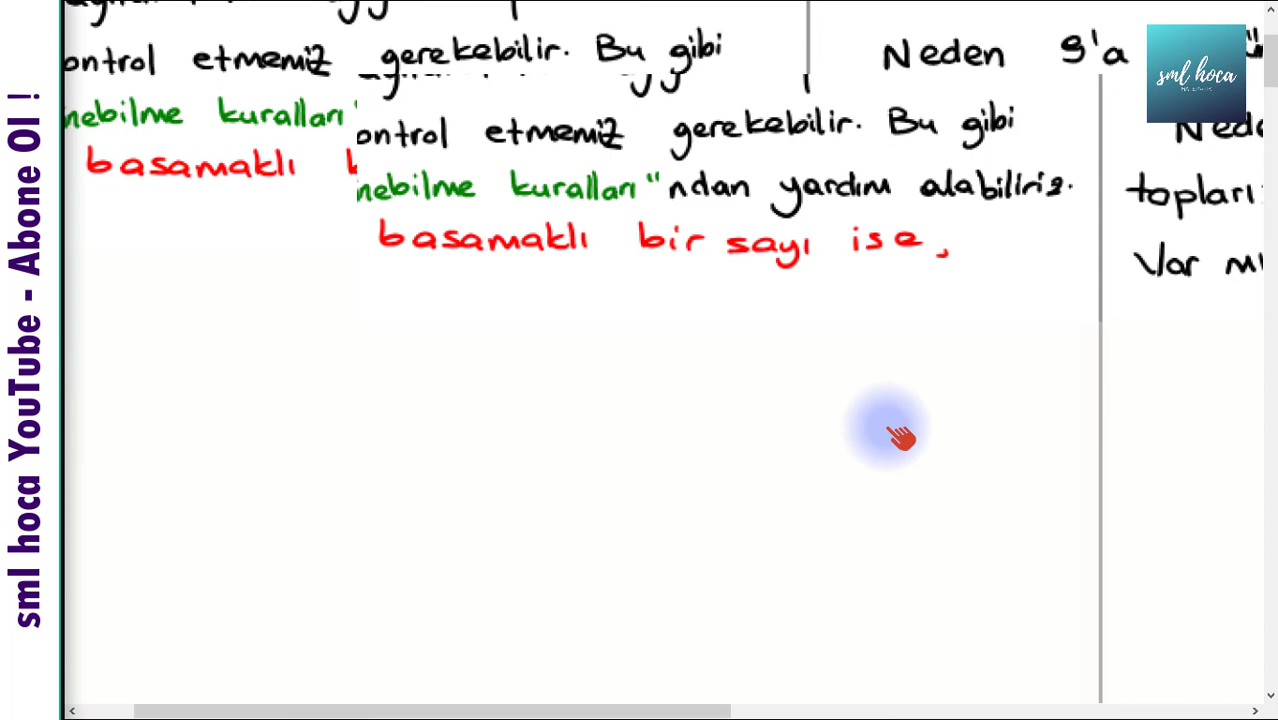 sml hoca YouTube - Abone Ol !
ontrol etmemiz gerekebilir. Bu gibi
nebilme kuralları"
basamaklı
ontrol etmemiz gerekebilir. Bu gibi
nebilme kuralları"ndan yardım alabiliriz.
basamaklı bir sayı ise,
Neden 9'a
topları
Var mı
sml hoca